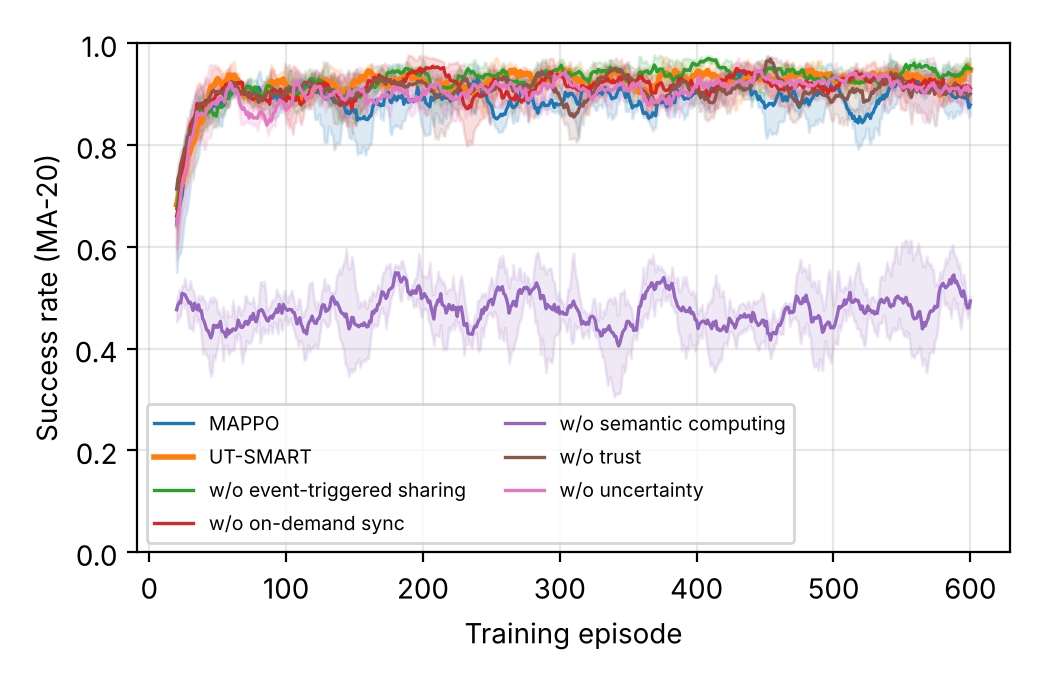 1.0
0.8
0.6
0.4
0.2
0.0
Success rate (MA-20)
MAPPO
UT-SMART
w/o event-triggered sharing
w/o on-demand sync
w/o semantic computing
w/o trust
w/o uncertainty
0 100 200 300 400 500 600
Training episode